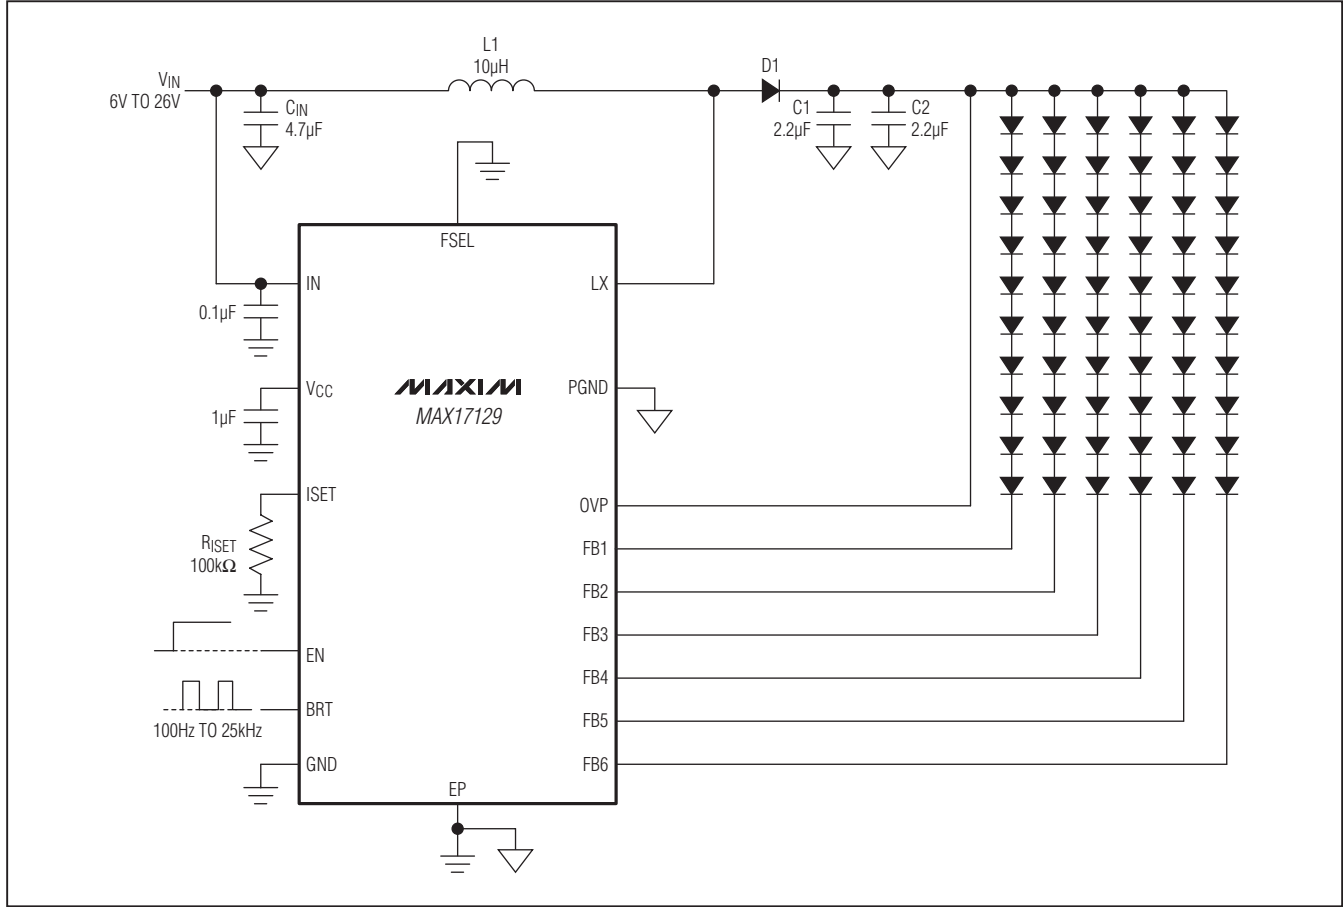 L1
10µH
D1
VIN
6V TO 26V
CIN
4.7µF
C1
2.2µF
C2
2.2µF
FSEL
IN
LX
0.1µF
VCC
MAXIM
PGND
1µF
MAX17129
ISET
OVP
RISET
100kΩ
FB1
FB2
FB3
EN
FB4
BRT
100Hz TO 25kHz
FB5
GND
FB6
EP